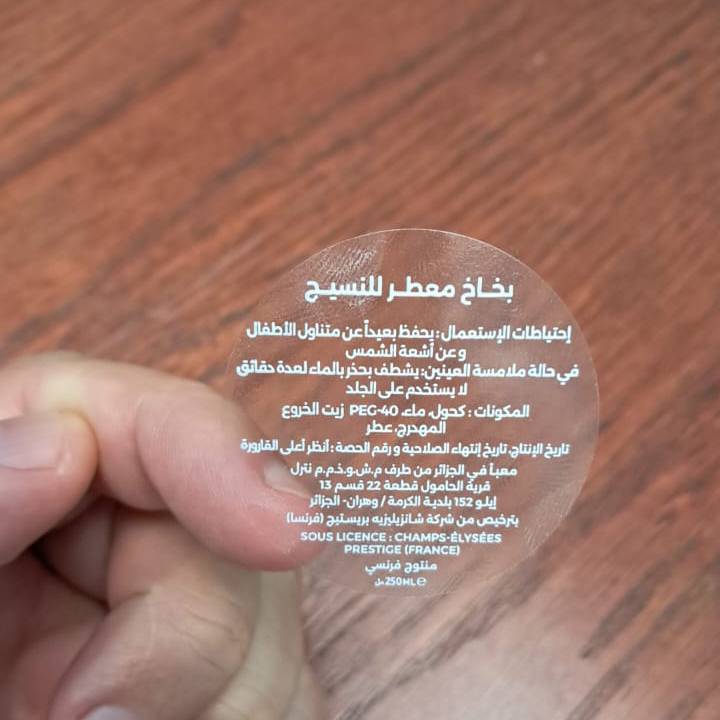 بخاخ معطر للنسيج
إحتياطات الإستعمال : يحفظ بعيداً عن متناول الأطفال
و عن أشعة الشمس
في حالة ملامسة العينين: يشطف بحذر بالماء لعدة دقائق
لا يستخدم على الجلد
المكونات : كحول، ماء، PEG-40 زيت الخروع
المهدرج، عطر
تاريخ الإنتاج، تاريخ إنتهاء الصلاحية و رقم الحصة : أنظر أعلى القارورة
معبأ في الجزائر من طرف م.ش.و.ذ.م.م نترل
قرية الحامول قطعة 22 قسم 13
إيلو 152 بلدية الكرمة / وهران- الجزائر
بترخيص من شركة شانزيليزيه بريستيج (فرنسا)
SOUS LICENCE : CHAMPS-ÉLYSÉES
PRESTIGE (FRANCE)
منتوج فرنسي
250ML مل ℮